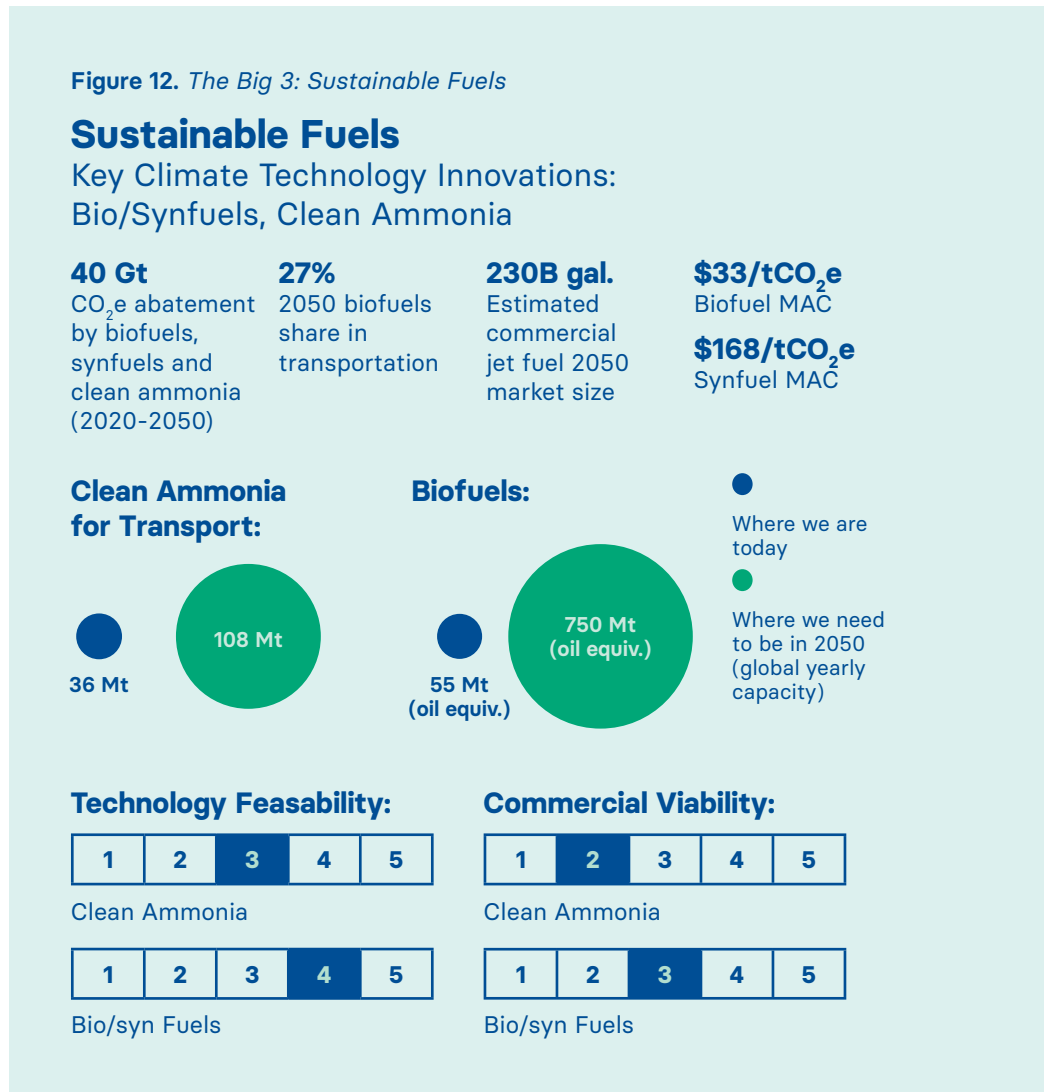 Figure 12. The Big 3: Sustainable Fuels
Sustainable Fuels
Key Climate Technology Innovations:
Bio/Synfuels, Clean Ammonia
40 Gt
CO2e abatement
by biofuels,
synfuels and
clean ammonia
(2020-2050)
27%
2050 biofuels
share in
transportation
230B gal.
Estimated
commercial
jet fuel 2050
market size
$33/tCO2e
Biofuel MAC
$168/tCO2e
Synfuel MAC
Clean Ammonia
for Transport:
36 Mt
108 Mt
Biofuels:
55 Mt
(oil equiv.)
750 Mt
(oil equiv.)
Where we are
today
Where we need
to be in 2050
(global yearly
capacity)
Technology Feasability:
1 2 3 4 5
Clean Ammonia
1 2 3 4 5
Bio/syn Fuels
Commercial Viability:
1 2 3 4 5
Clean Ammonia
1 2 3 4 5
Bio/syn Fuels